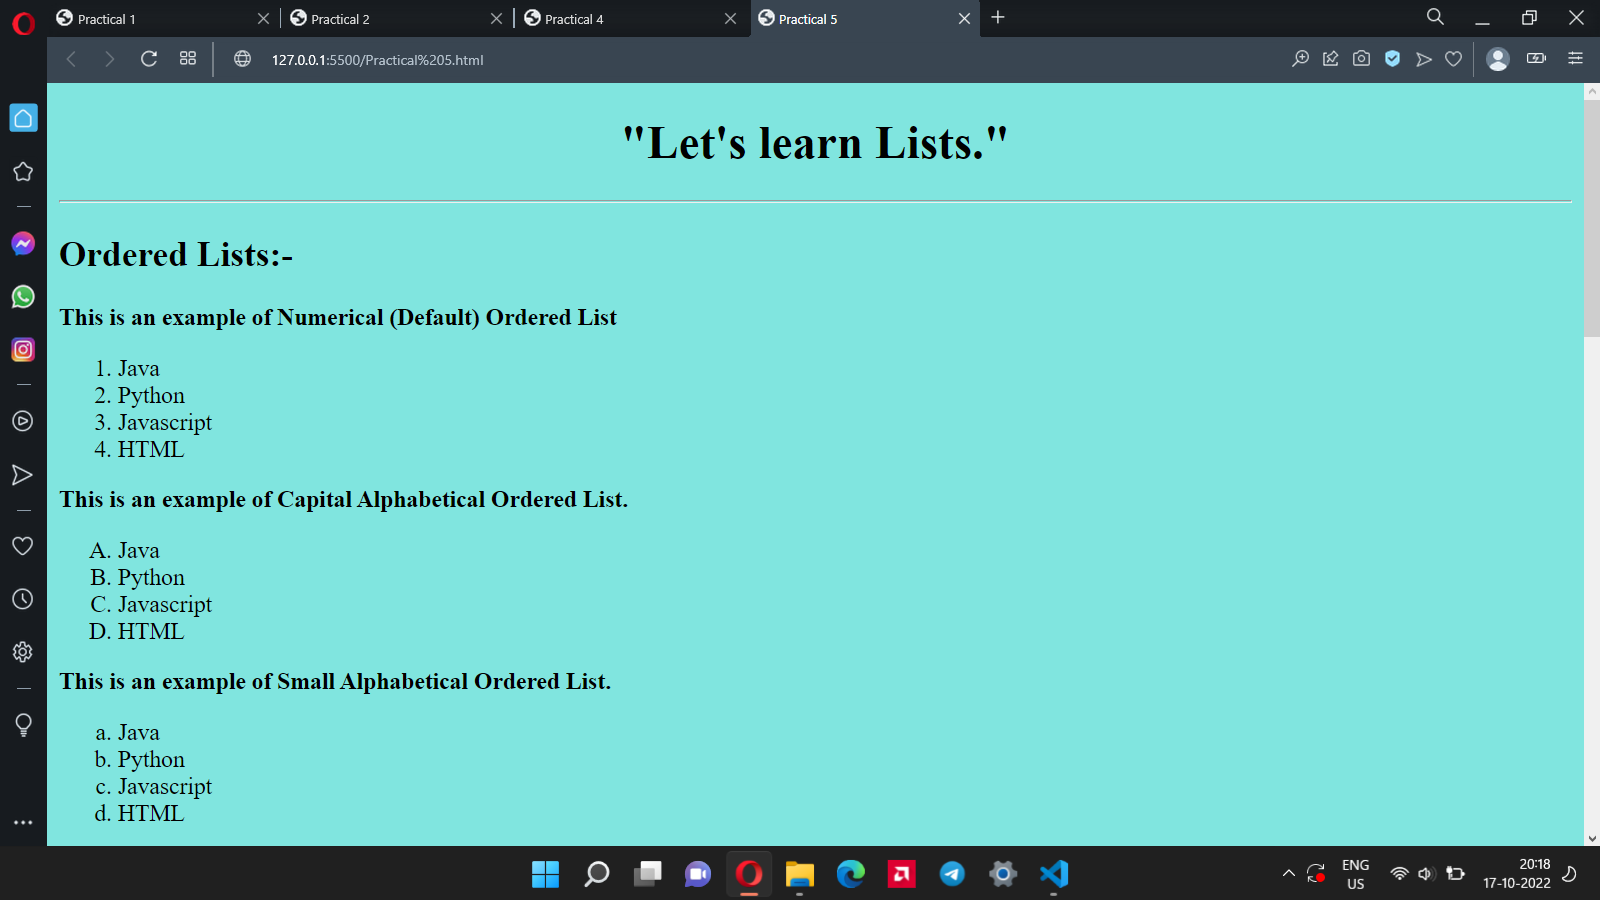 Practical 1
Practical 2
Practical 4
Practical 5
127.0.0.1:5500/Practical%205.html
"Let's learn Lists."
Ordered Lists:-
This is an example of Numerical (Default) Ordered List
1. Java
2. Python
3. Javascript
4. HTML
This is an example of Capital Alphabetical Ordered List.
A. Java
B. Python
C. Javascript
D. HTML
This is an example of Small Alphabetical Ordered List.
a. Java
b. Python
c. Javascript
d. HTML
ENG
US
20:18
17-10-2022